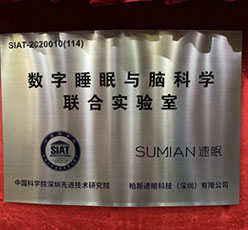 SIAT-2020010(114)
数字睡眠与脑科学
联合实验室
SIAT
SUMIAN 速眠
中国科学院深圳先进技术研究院
柏斯速眠科技（深圳）有限公司